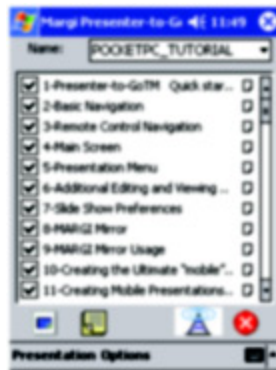 Margi Presenter-to-Go 11:49
Name: POCKETPC_TUTORIAL
1-Presenter-to-GoTM Quick star...
2-Basic Navigation
3-Remote Control Navigation
4-Main Screen
5-Presentation Menu
6-Additional Editing and Viewing ...
7-Slide Show Preferences
8-MARGI Mirror
9-MARGI Mirror Usage
10-Creating the Ultimate "mobile"...
11-Creating Mobile Presentations...
Presentation Options